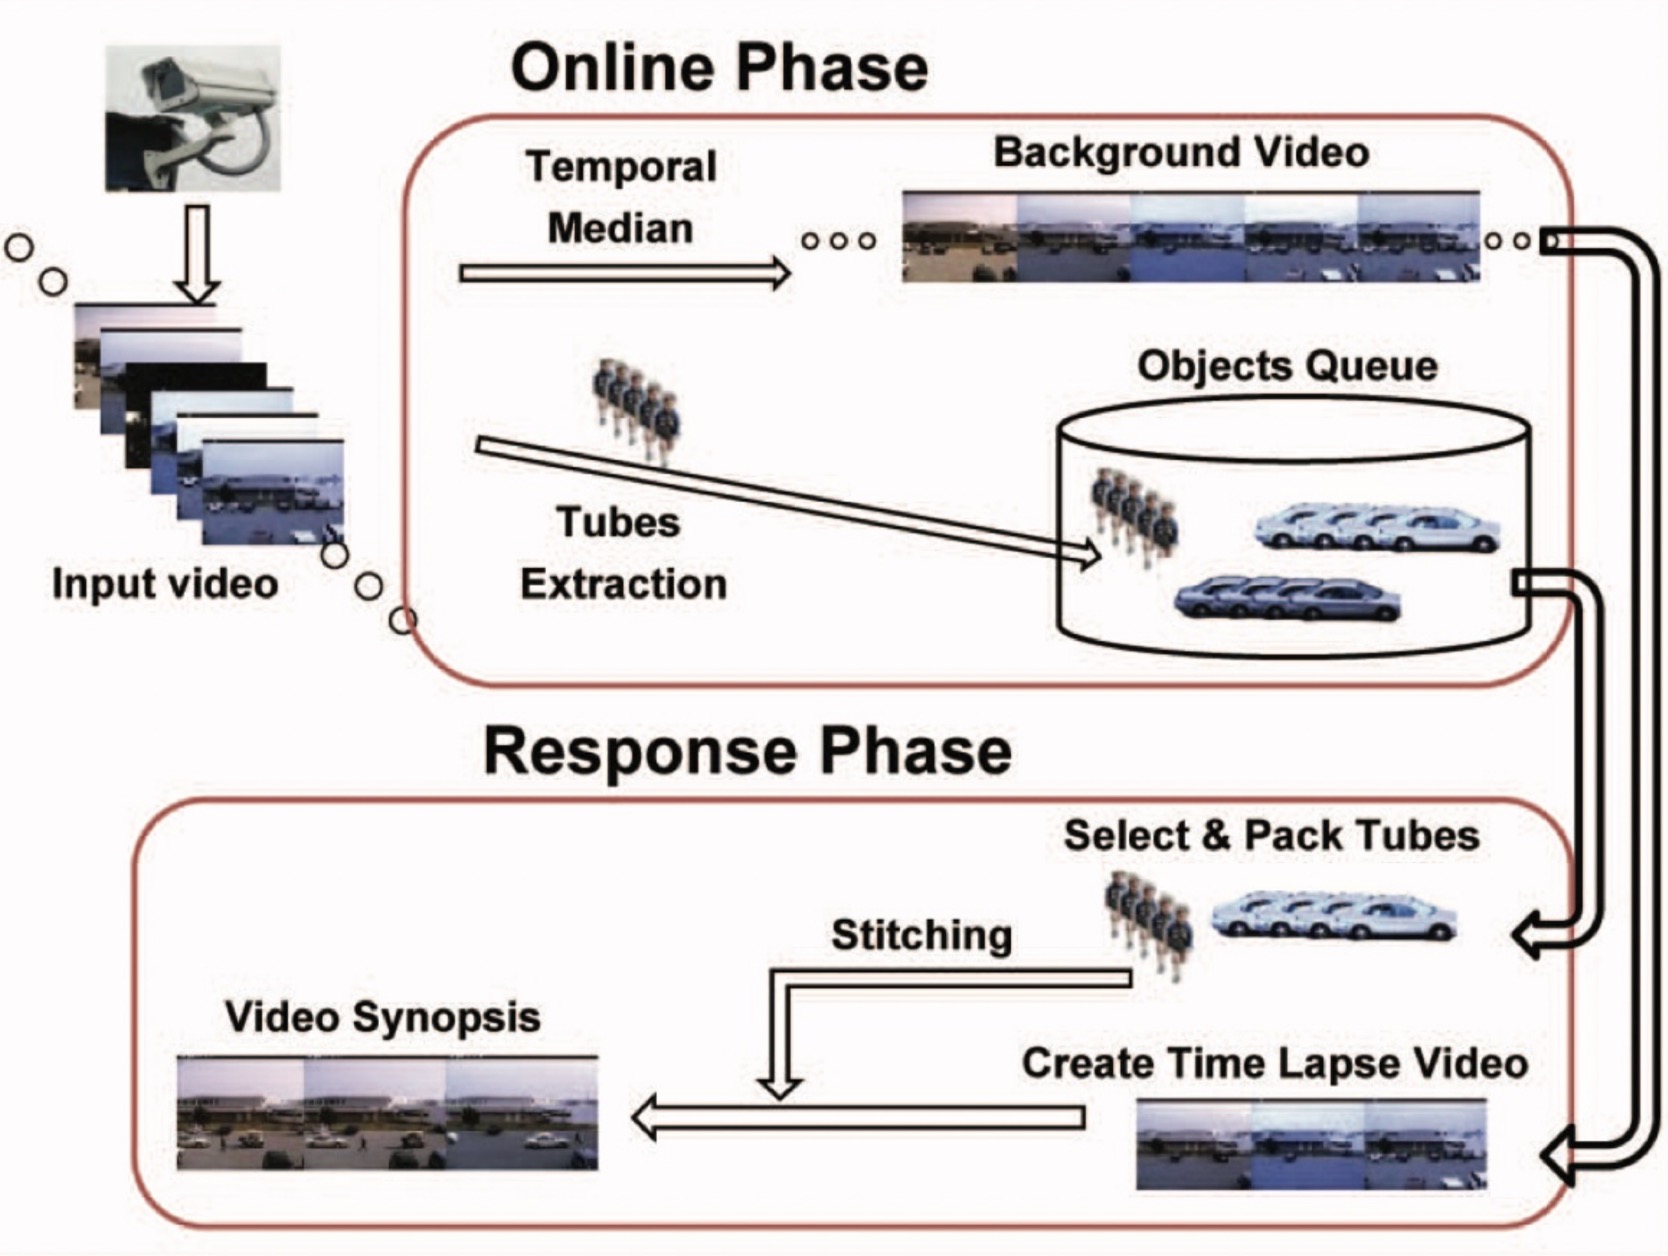 Online Phase
Temporal
Median
Background Video
Objects Queue
Tubes
Extraction
Input video
Response Phase
Select & Pack Tubes
Stitching
Video Synopsis
Create Time Lapse Video